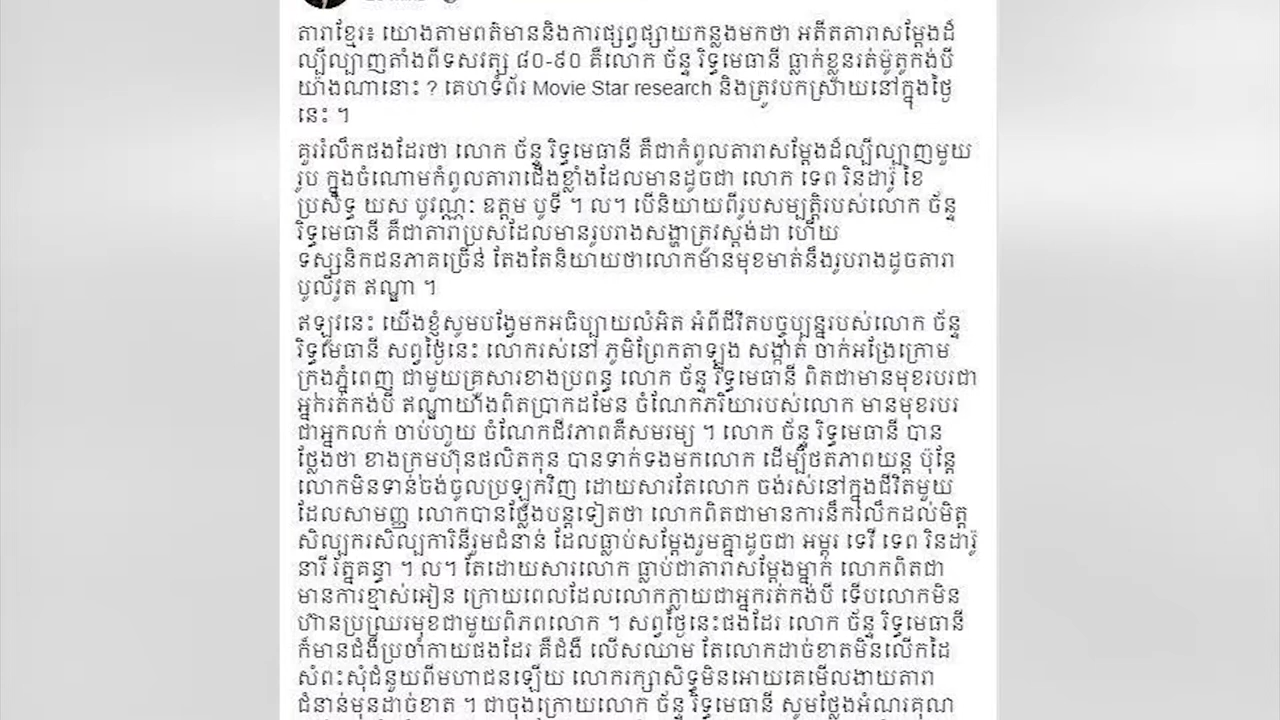 តារាខ្មែរ៖ យោងតាមពត៌មាននិងការផ្សព្វផ្សាយកន្លងមកថា អតីតតារាសម្តែងដ៏
ល្បីល្បាញតាំងពីទសវត្ស ៨០-៩០ គឺលោក ច័ន្ទ រិទ្ធមេធានី ធ្លាក់ខ្លួនរត់ម៉ូតូកង់បី
យ៉ាងណានោះ ? គេហទំព័រ Movie Star research និងត្រូវបកស្រាយនៅក្នុងថ្ងៃ
នេះ ។
គួររំលឹកផងដែរថា លោក ច័ន្ទ រិទ្ធមេធានី គឺជាកំពូលតារាសម្តែងដ៏ល្បីល្បាញមួយ
រូប ក្នុងចំណោមកំពូលតារាជើងខ្លាំងដែលមានដូចជា លោក ទេព រិនដារ៉ូ ខៃ
ប្រសិទ្ធ យស បូវណ្ណៈ ឧត្តម បូទី ។ ល។ បើនិយាយពីរូបសម្បត្តិរបស់លោក ច័ន្ទ
រិទ្ធមេធានី គឺជាតារាប្រុសដែលមានរូបរាងសង្ហាត្រូវស្តង់ដា ហើយ
ទស្សនិកជនភាគច្រើន តែងតែនិយាយថាលោកមានមុខមាត់នឹងរូបរាងដូចតារា
បូលីវូត ឥណ្ឌា ។
ឥឡូវនេះ យើងខ្ញុំសូមបង្វែមកអធិប្បាយលំអិត អំពីជីវិតបច្ចុប្បន្នរបស់លោក ច័ន្ទ
រិទ្ធមេធានី សព្វថ្ងៃនេះ លោករស់នៅ ភូមិព្រែកតាឡុង សង្កាត់ ចាក់អង្រែក្រោម
ក្រុងភ្នំពេញ ជាមួយគ្រួសារខាងប្រពន្ធ លោក ច័ន្ទ រិទ្ធមេធានី ពិតជាមានមុខរបរជា
អ្នករត់កង់បី ឥណ្ឌាយ៉ាងពិតប្រាកដមែន ចំណែកភរិយារបស់លោក មានមុខរបរ
ជាអ្នកលក់ ចាប់ហួយ ចំណែកជីវភាពគឺសមរម្យ ។ លោក ច័ន្ទ រិទ្ធមេធានី បាន
ថ្លែងថា ខាងក្រុមហ៊ុនផលិតកុន បានទាក់ទងមកលោក ដើម្បីថតភាពយន្ត ប៉ុន្តែ
លោកមិនទាន់ចង់ចូលប្រឡូកវិញ ដោយសារតែលោក ចង់រស់នៅក្នុងជីវិតមួយ
ដែលសាមញ្ញ លោកបានថ្លែងបន្តទៀតថា លោកពិតជាមានការនឹករំលឹកដល់មិត្ត
សិល្បករសិល្បការិនីរួមជំនាន់ ដែលធ្លាប់សម្តែងរួមគ្នាដូចជា អម្ពរ ទេវី ទេព រិនដារ៉ូ
នារី រ័ត្នគន្ធា ។ ល។ តែដោយសារលោក ធ្លាប់ជាតារាសម្តែងម្នាក់ លោកពិតជា
មានការខ្មាស់អៀន ក្រោយពេលដែលលោកក្លាយជាអ្នករត់កង់បី ទើបលោកមិន
ហ៊ានប្រឈមមុខជាមួយពិភពលោក ។ សព្វថ្ងៃនេះផងដែរ លោក ច័ន្ទ រិទ្ធមេធានី
ក៏មានជំងឺប្រចាំកាយផងដែរ គឺជំងឺ លើសឈាម តែលោកដាច់ខាតមិនលើកដៃ
សំពះសុំជំនួយពីមហាជនឡើយ លោករក្សាសិទ្ធមិនអោយគេមើលងាយតារា
ជំនាន់មុនដាច់ខាត ។ ជាចុងក្រោយលោក ច័ន្ទ រិទ្ធមេធានី សូមថ្លែងអំណរគុណ